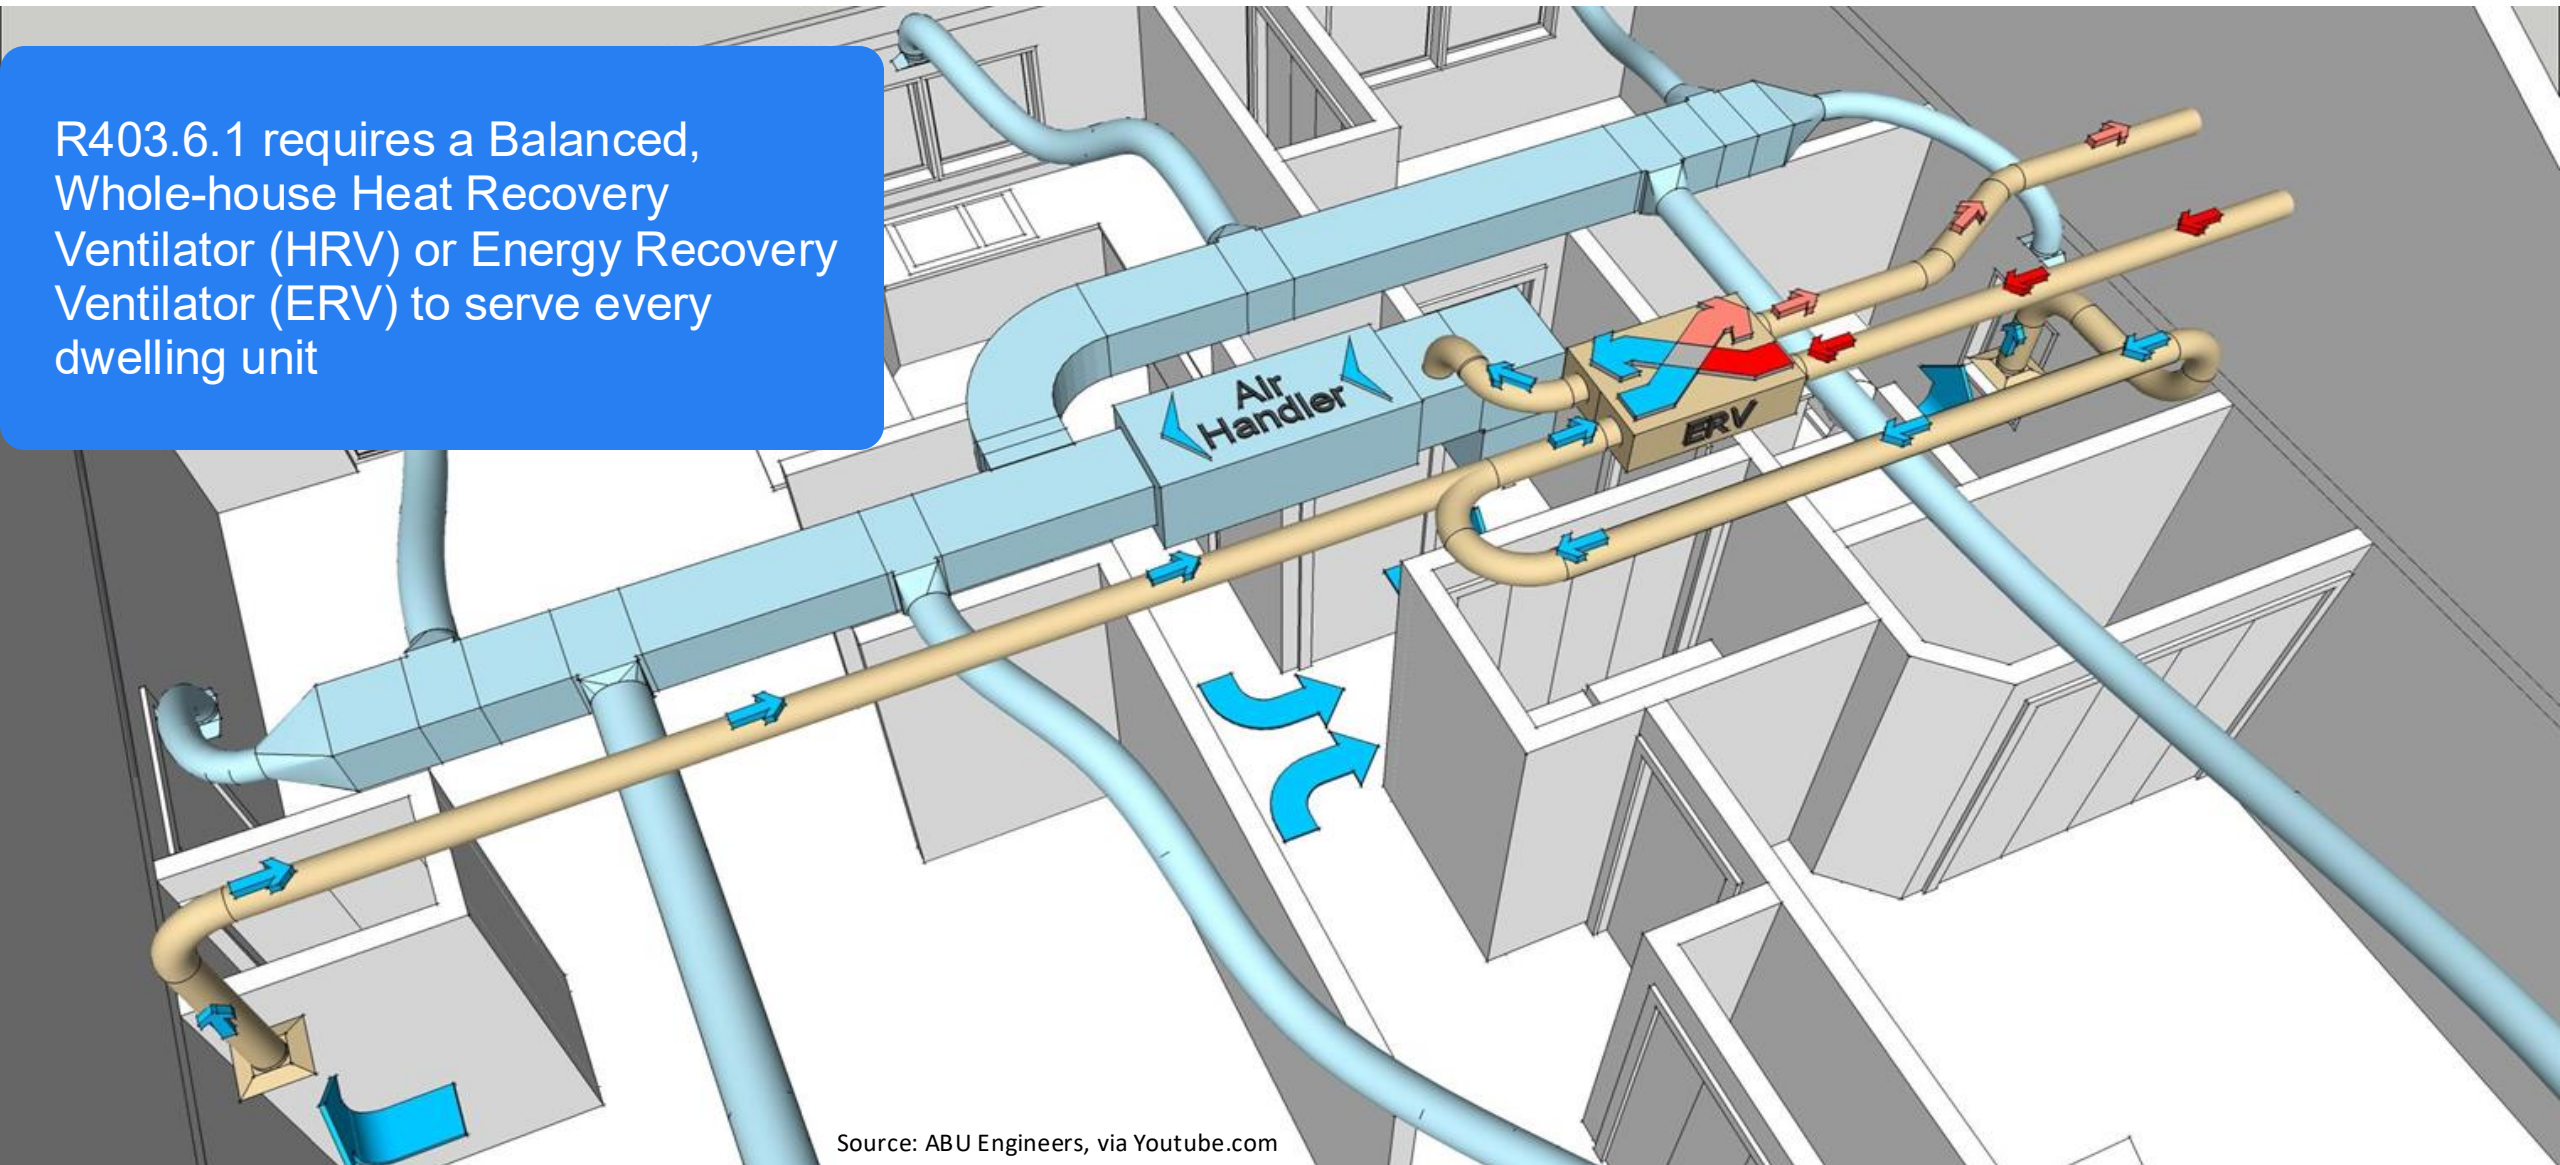 R403.6.1 requires a Balanced,
Whole-house Heat Recovery
Ventilator (HRV) or Energy Recovery
Ventilator (ERV) to serve every
dwelling unit
Air
Handler
ERV
Source: ABU Engineers, via Youtube.com